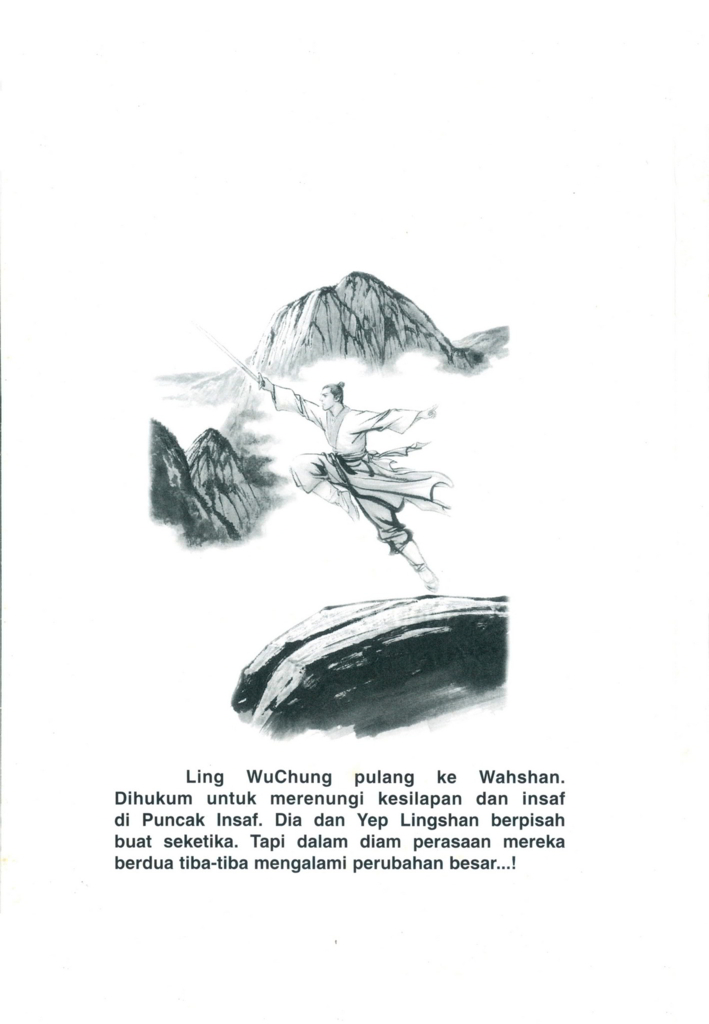 Ling WuChung pulang ke Wahshan.
Dihukum untuk merenungi kesilapan dan insaf
di Puncak Insaf. Dia dan Yep Lingshan berpisah
buat seketika. Tapi dalam diam perasaan mereka
berdua tiba-tiba mengalami perubahan besar...!
1